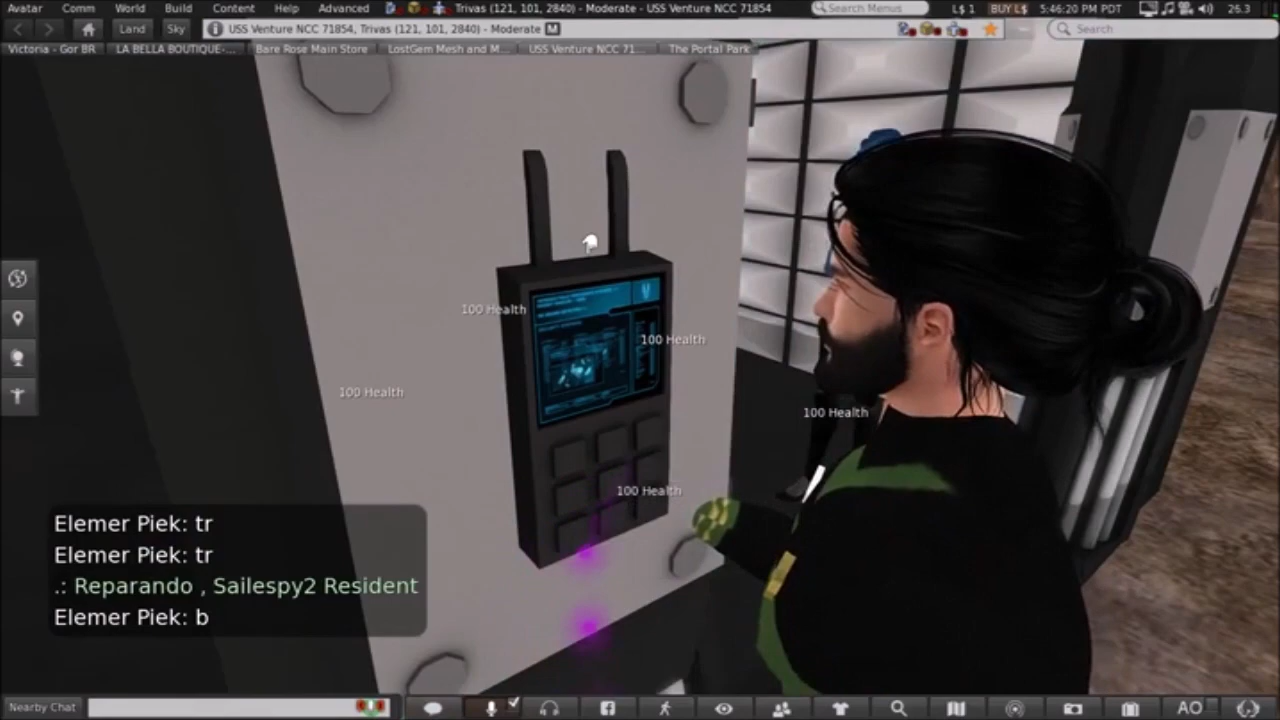 Avatar Comm World Build Content Help Advanced Trivas (121, 101, 2840) - Moderate - USS Venture NCC 71854 Search Menus L$ 1 BUY L$ 5:46:20 PM PDT 26.3
Land Sky USS Venture NCC 71854, Trivas (121, 101, 2840) - Moderate M Search
Victoria - Gor BR LA BELLA BOUTIQUE-... Bare Rose Main Store LostGem Mesh and M... USS Venture NCC 71... The Portal Park
100 Health
100 Health
100 Health
100 Health
100 Health
Elemer Piek: tr
Elemer Piek: tr
.: Reparando , Sailespy2 Resident
Elemer Piek: b
Nearby Chat AO